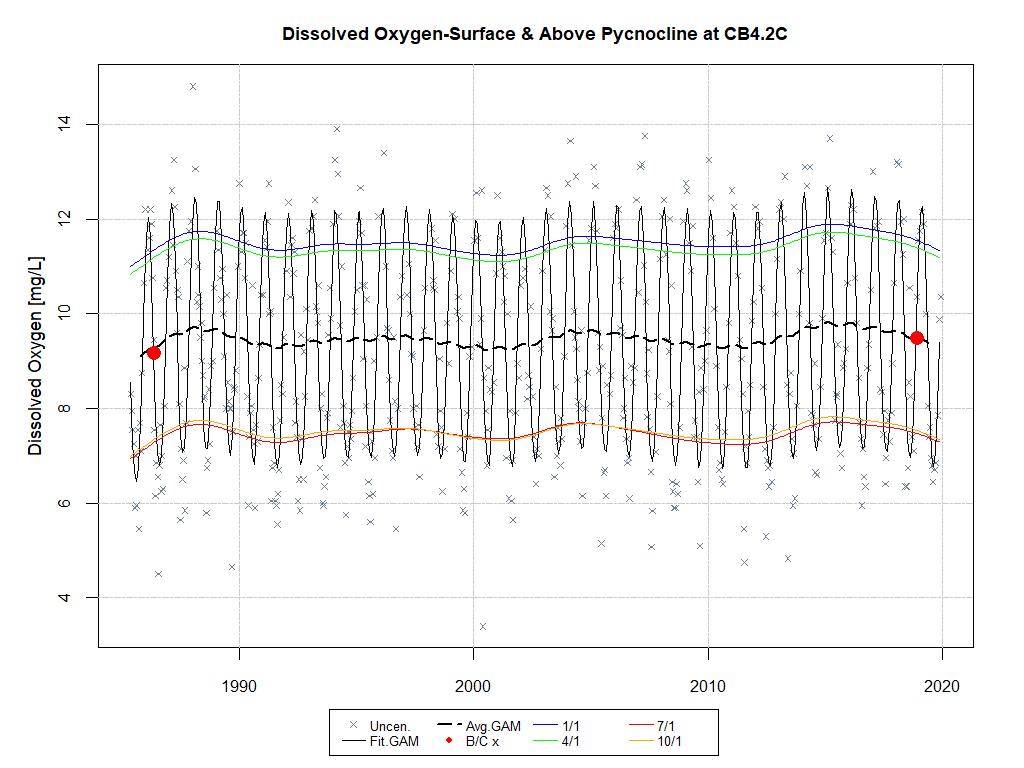 Dissolved Oxygen-Surface & Above Pycnocline at CB4.2C
Dissolved Oxygen [mg/L]
14
12
10
8
6
4
1990 2000 2010 2020
Uncen. Avg.GAM 1/1 7/1
Fit.GAM B/C x 4/1 10/1